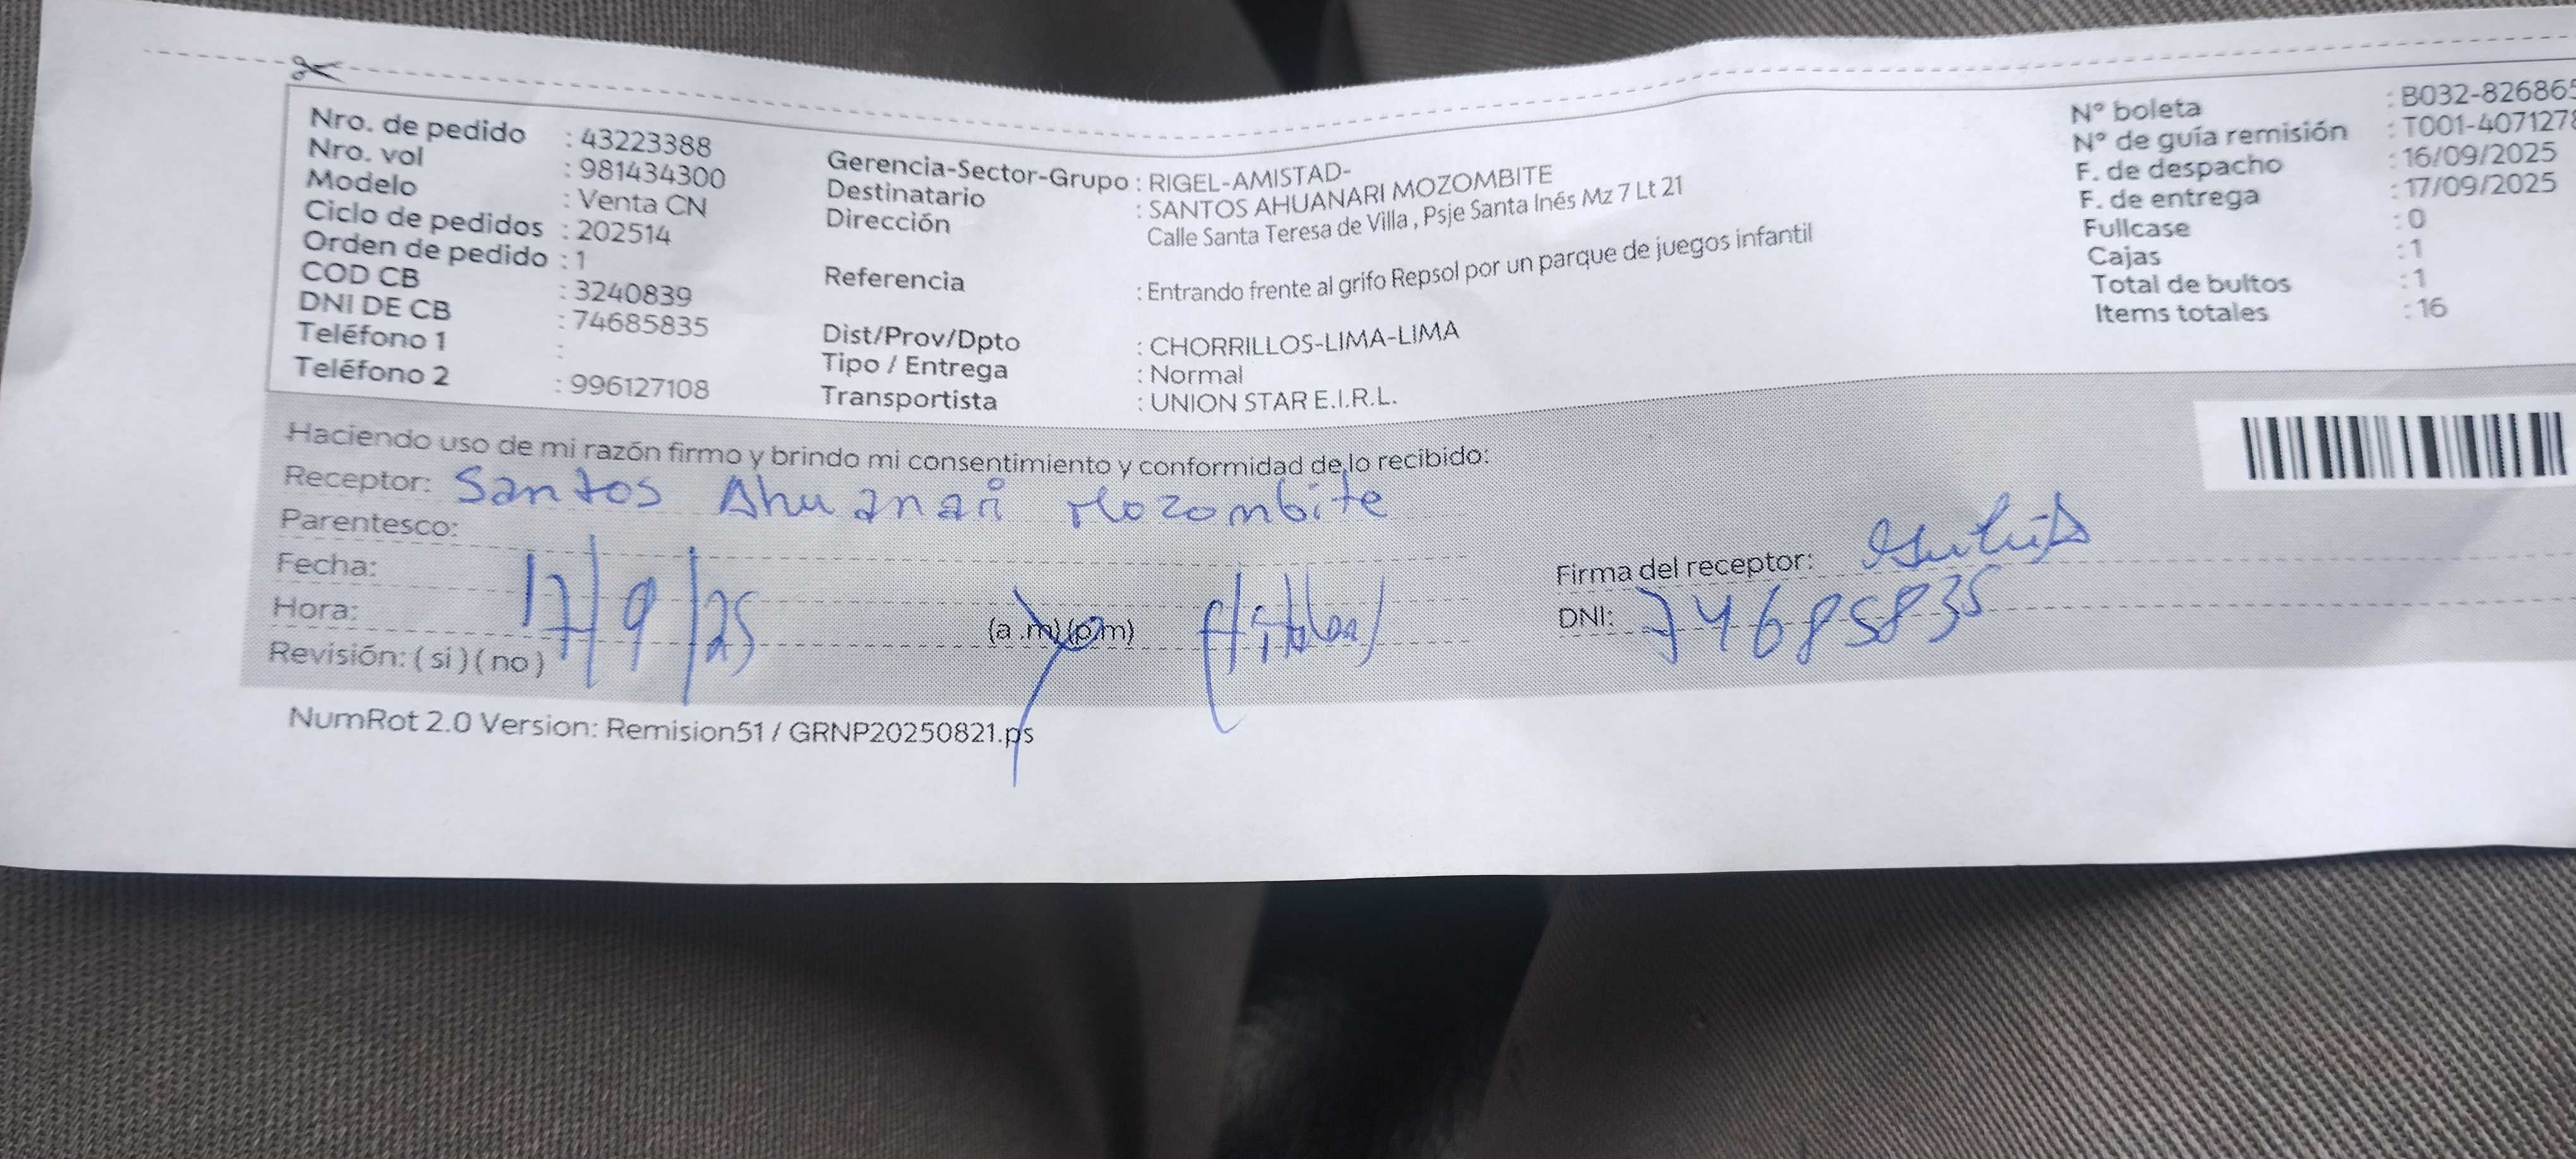 Nro. de pedido : 43223388
Nro. vol : 981434300
Modelo : Venta CN
Ciclo de pedidos : 202514
Orden de pedido : 1
COD CB : 3240839
DNI DE CB : 74685835
Teléfono 1 :
Teléfono 2 : 996127108
Gerencia-Sector-Grupo : RIGEL-AMISTAD-
Destinatario : SANTOS AHUANARI MOZOMBITE
Dirección Calle Santa Teresa de Villa , Psje Santa Inés Mz 7 Lt 21
Referencia : Entrando frente al grifo Repsol por un parque de juegos infantil
Dist/Prov/Dpto : CHORRILLOS-LIMA-LIMA
Tipo / Entrega : Normal
Transportista : UNION STAR E.I.R.L.
N° boleta : B032-826865
N° de guía remisión : T001-4071278
F. de despacho : 16/09/2025
F. de entrega : 17/09/2025
Fullcase : 0
Cajas : 1
Total de bultos : 1
Items totales : 16
Haciendo uso de mi razón firmo y brindo mi consentimiento y conformidad de lo recibido:
Receptor: Santos Ahuanari Mozombite
Parentesco:
Fecha: 17/9/25
Hora: (a .m) (p.m)
Revisión: ( si ) ( no )
Firma del receptor:
DNI: 74685835
NumRot 2.0 Version: Remision51 / GRNP20250821.ps